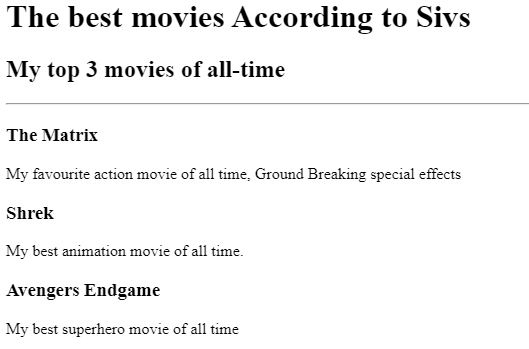 The best movies According to Sivs
My top 3 movies of all-time
The Matrix
My favourite action movie of all time, Ground Breaking special effects
Shrek
My best animation movie of all time.
Avengers Endgame
My best superhero movie of all time